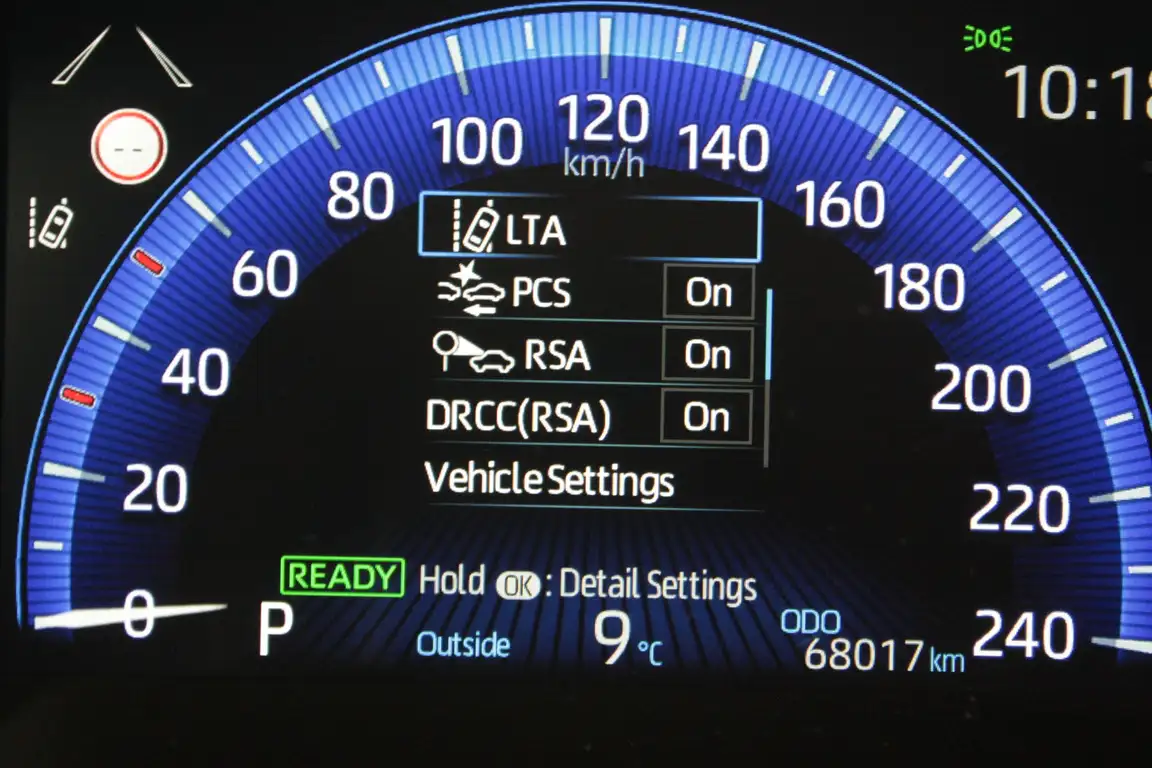 10:18
120
100
140
km/h
80
160
LTA
60
180
PCS On
RSA On
40
200
DRCC(RSA) On
Vehicle Settings
20
220
READY Hold OK : Detail Settings
0
P
Outside 9 °C
ODO
68017 km
240
- -